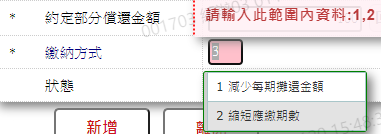 * 約定部分償還金額
請輸入此範圍內資料:1,2
* 繳納方式 3
狀態
1 減少每期攤還金額
2 縮短應繳期數
新增